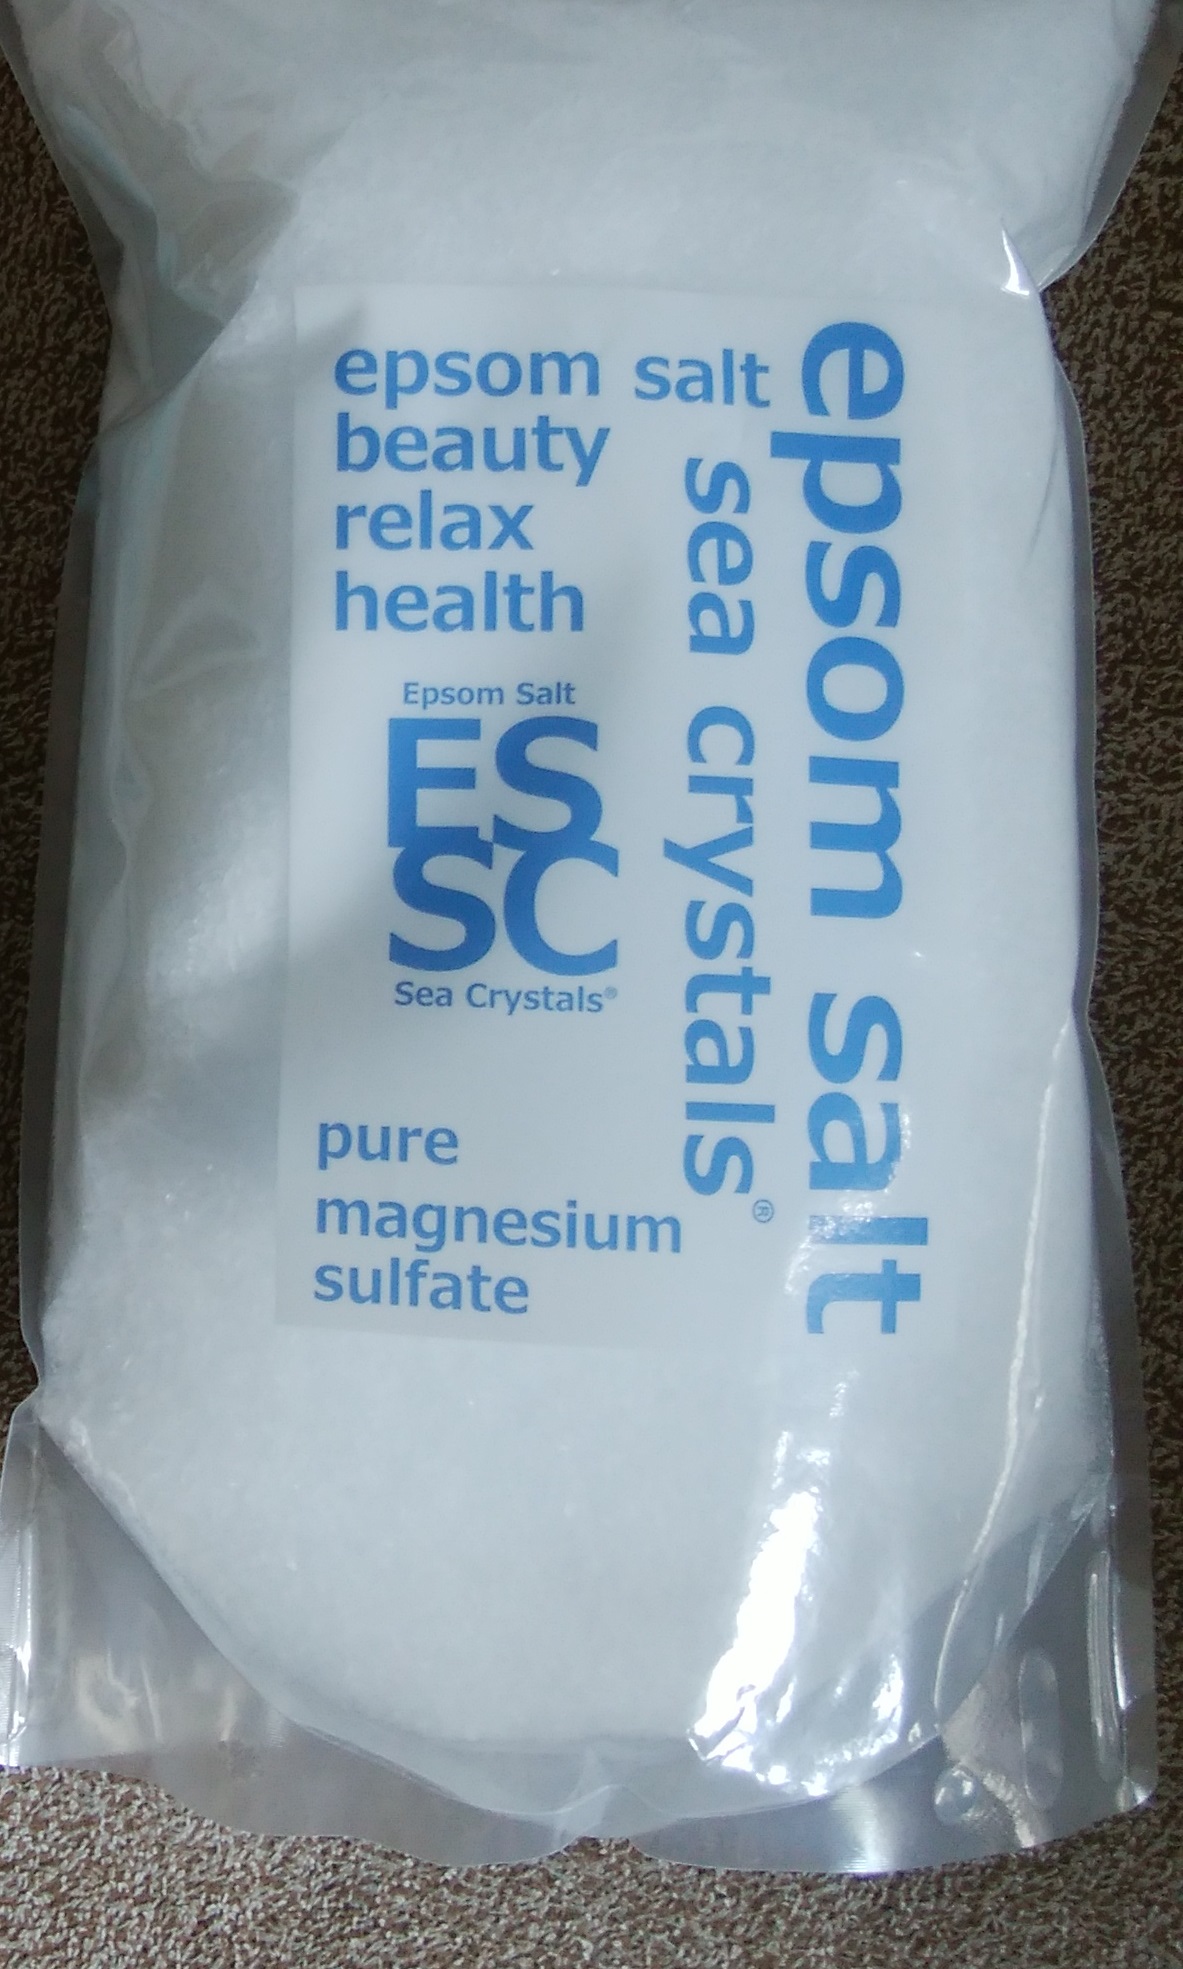 epsom salt
beauty
relax
health
Epsom Salt
ES
SC
Sea Crystals®
pure
magnesium
sulfate
sea crystals®
epsom salt